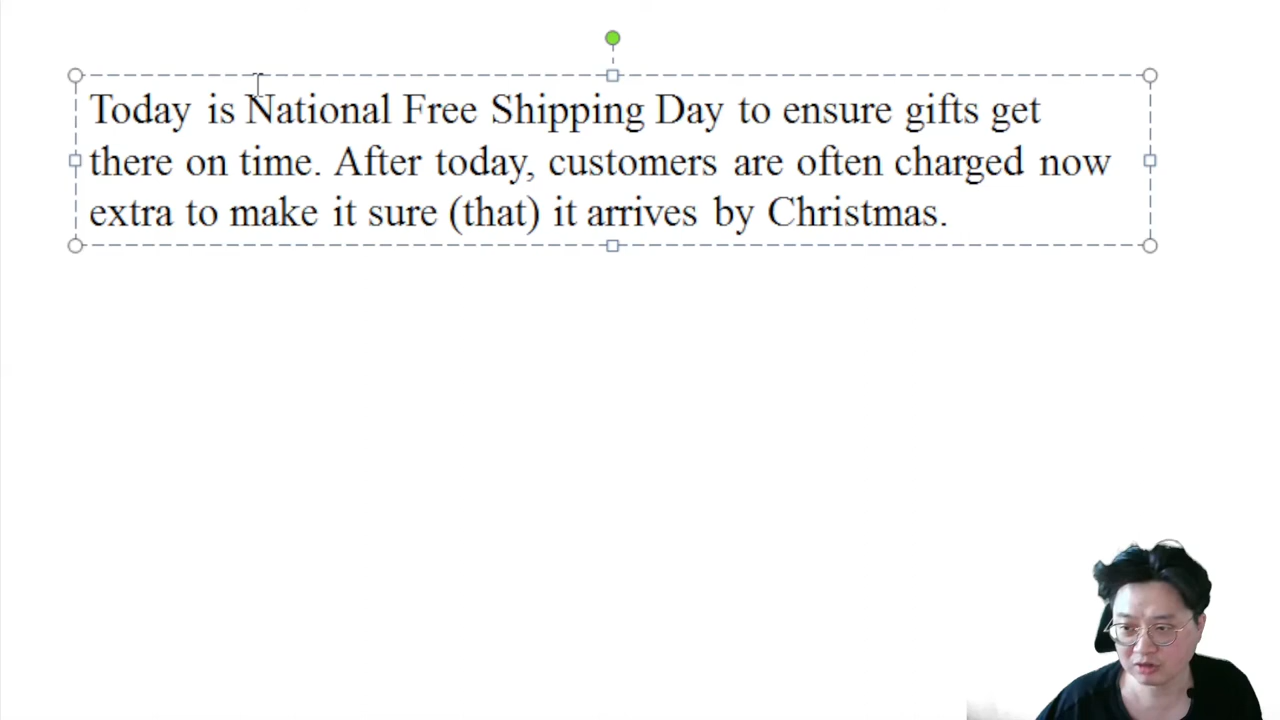 Today is National Free Shipping Day to ensure gifts get
there on time. After today, customers are often charged now
extra to make it sure (that) it arrives by Christmas.